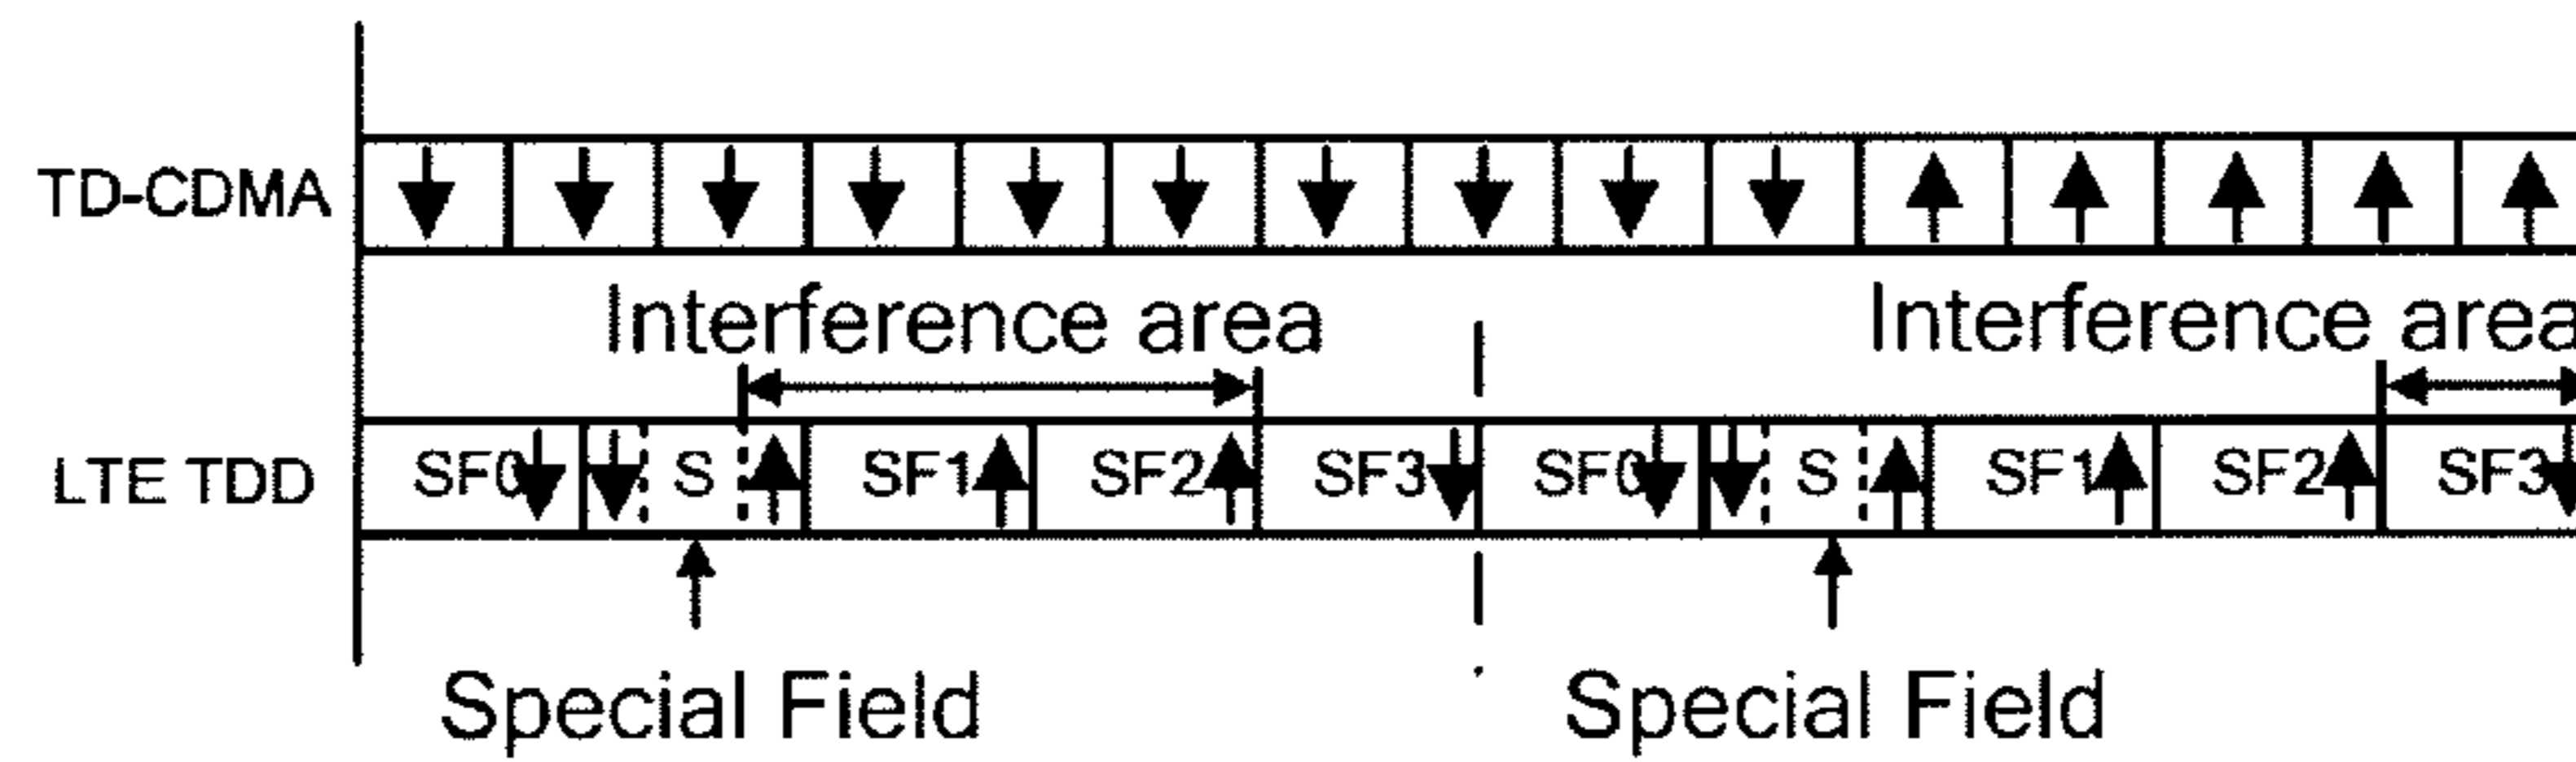 TD-CDMA
Interference area Interference area
LTE TDD SF0 S SF1 SF2 SF3 SF0 S SF1 SF2 SF3
Special Field Special Field